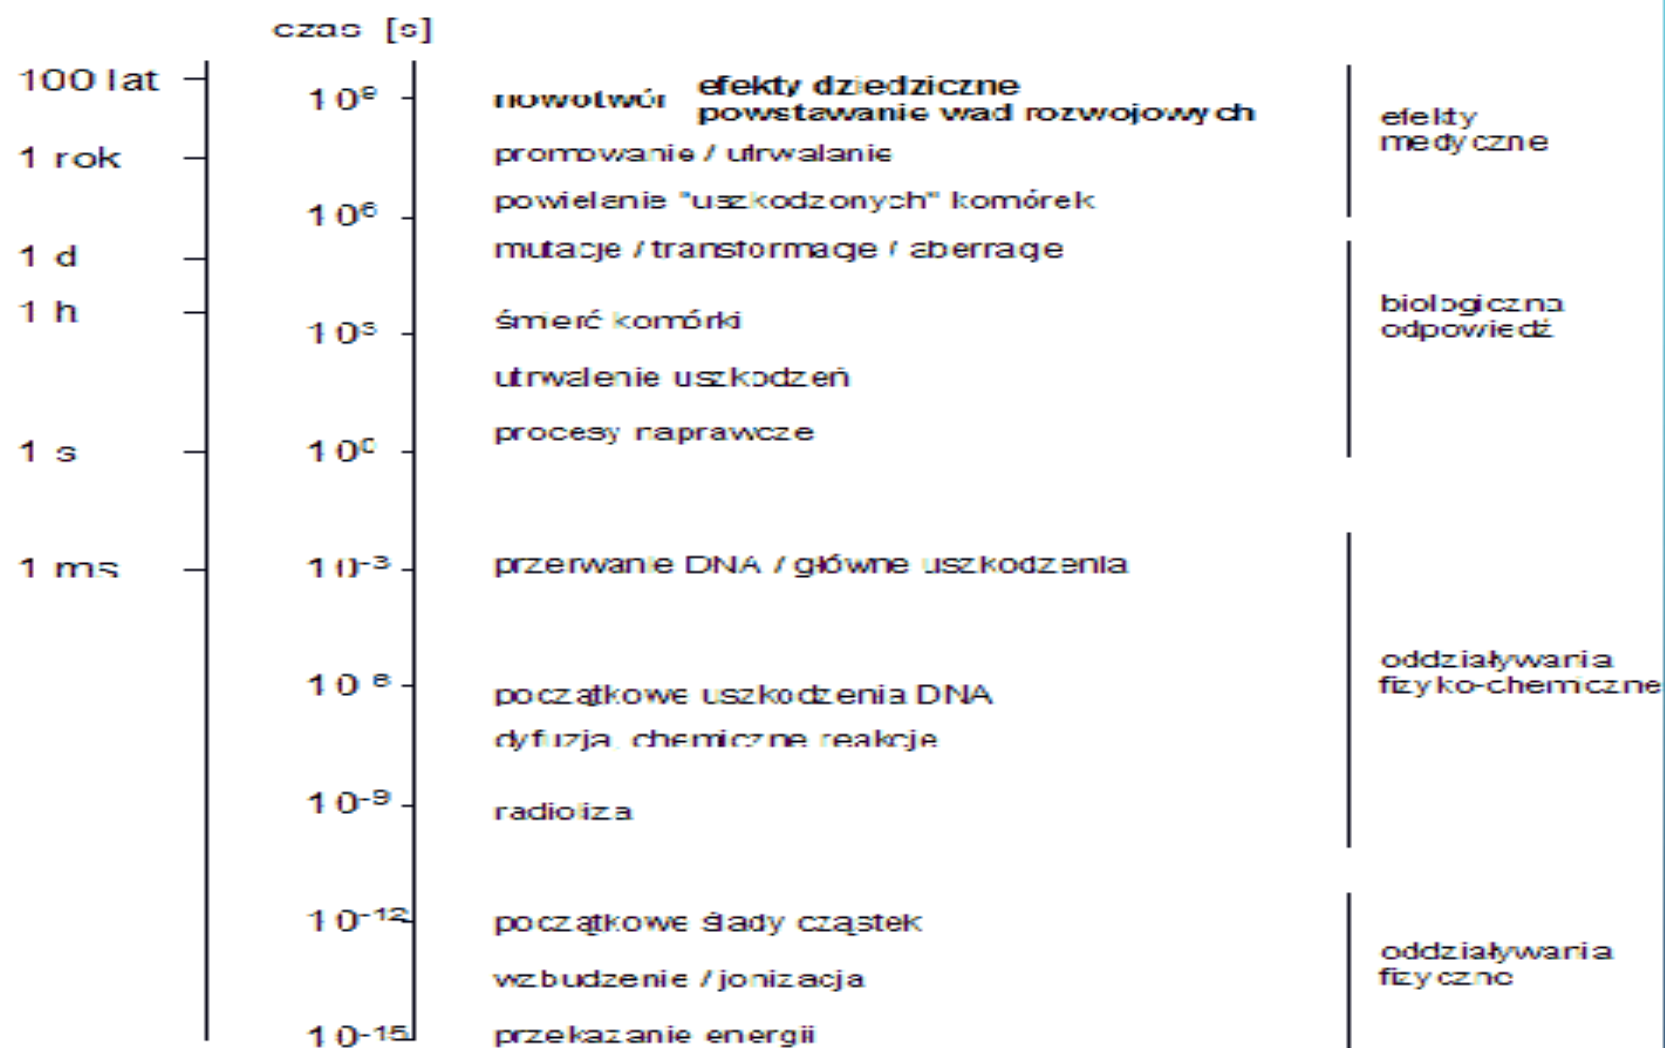 czas [s]
100 lat
10⁹
nowotwór
efekty dziedziczne
powstawanie wad rozwojowych
efekty
medyczne
1 rok
promowanie / utrwalanie
powielanie "uszkodzonych" komórek
10⁶
mutacje / transformacje / aberracje
1 d
1 h
biologiczna
odpowiedź
10³
śmierć komórki
utrwalenie uszkodzeń
procesy naprawcze
1 s
10⁰
1 ms
10⁻³
przerwanie DNA / główne uszkodzenia
oddziaływania
fizyko-chemiczne
10⁻⁶
początkowe uszkodzenia DNA
dyfuzja, chemiczne reakcje
10⁻⁹
radioliza
10⁻¹²
początkowe ślady cząstek
oddziaływania
fizyczne
wzbudzenie / jonizacja
10⁻¹⁵
przekazanie energii